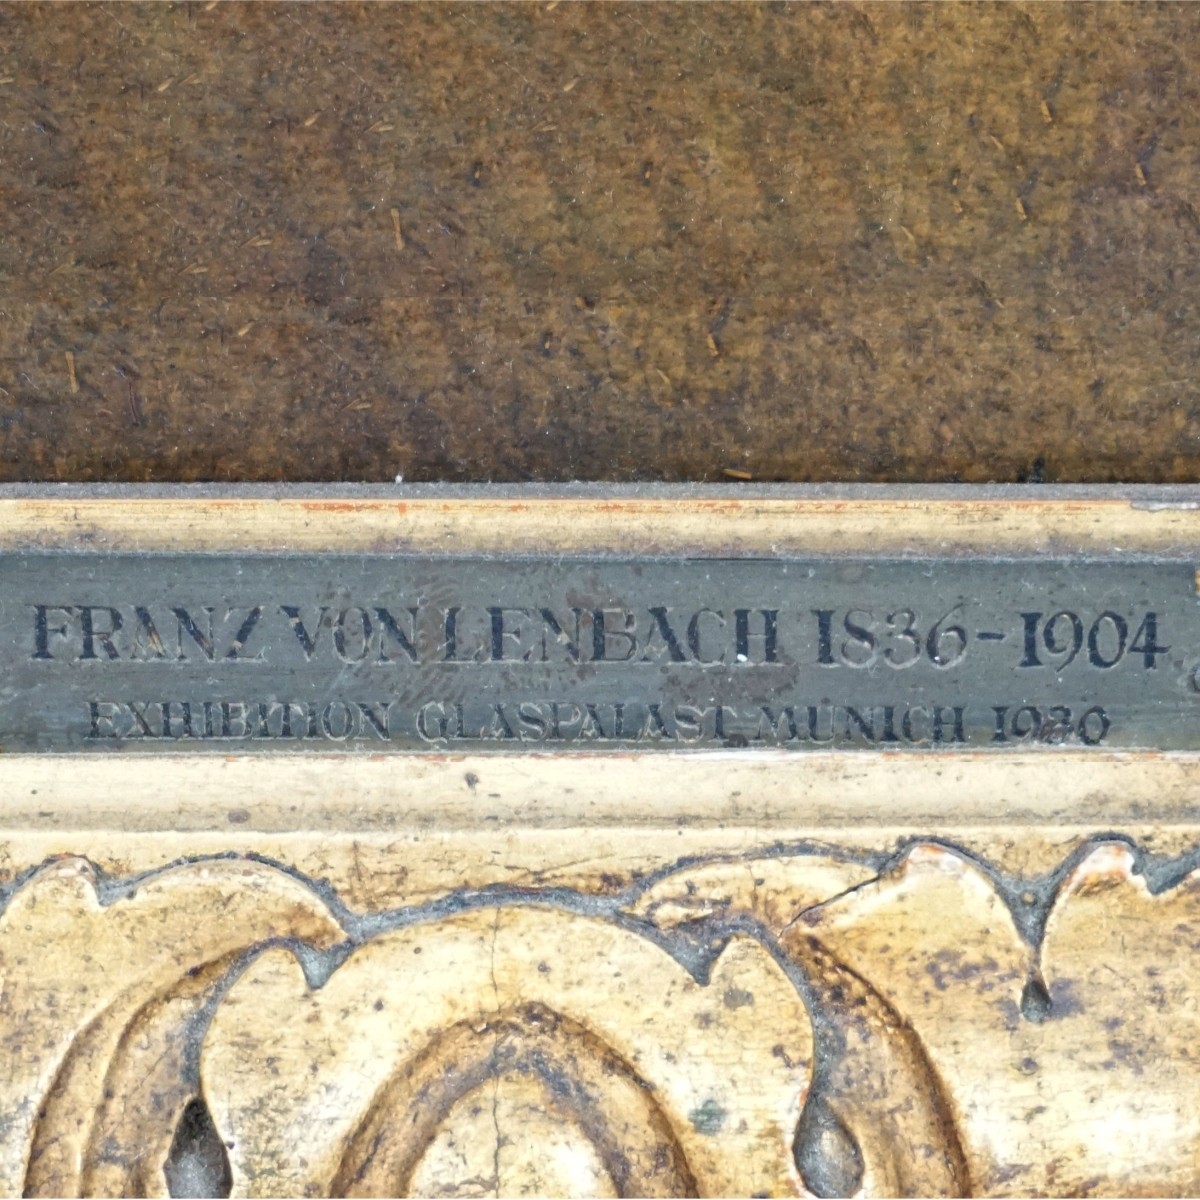 FRANZ VON LENBACH 1836-1904
EXHIBITION GLASPALAST MUNICH 1930